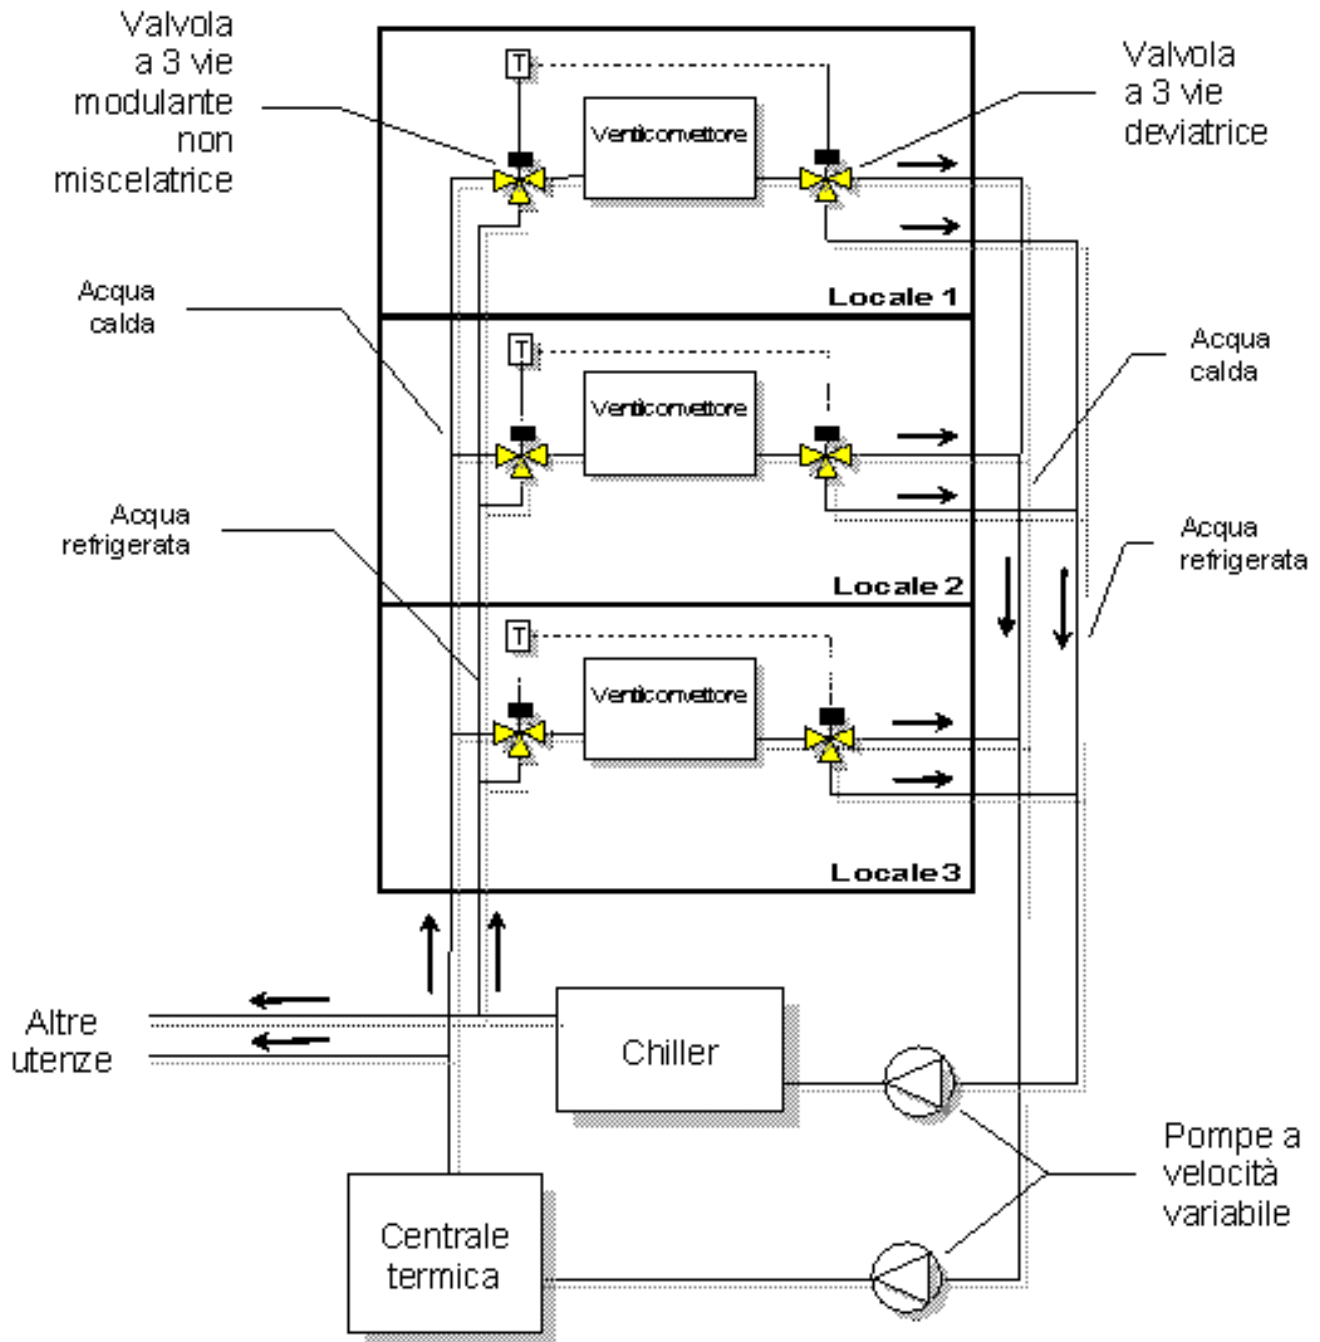 Valvola
a 3 vie
modulante
non
miscelatrice
T
Venticonvettore
Valvola
a 3 vie
deviatrice
Locale 1
Acqua
calda
T
Venticonvettore
Acqua
calda
Acqua
refrigerata
Acqua
refrigerata
Locale 2
T
Venticonvettore
Locale 3
Altre
utenze
Chiller
Pompe a
velocità
variabile
Centrale
termica